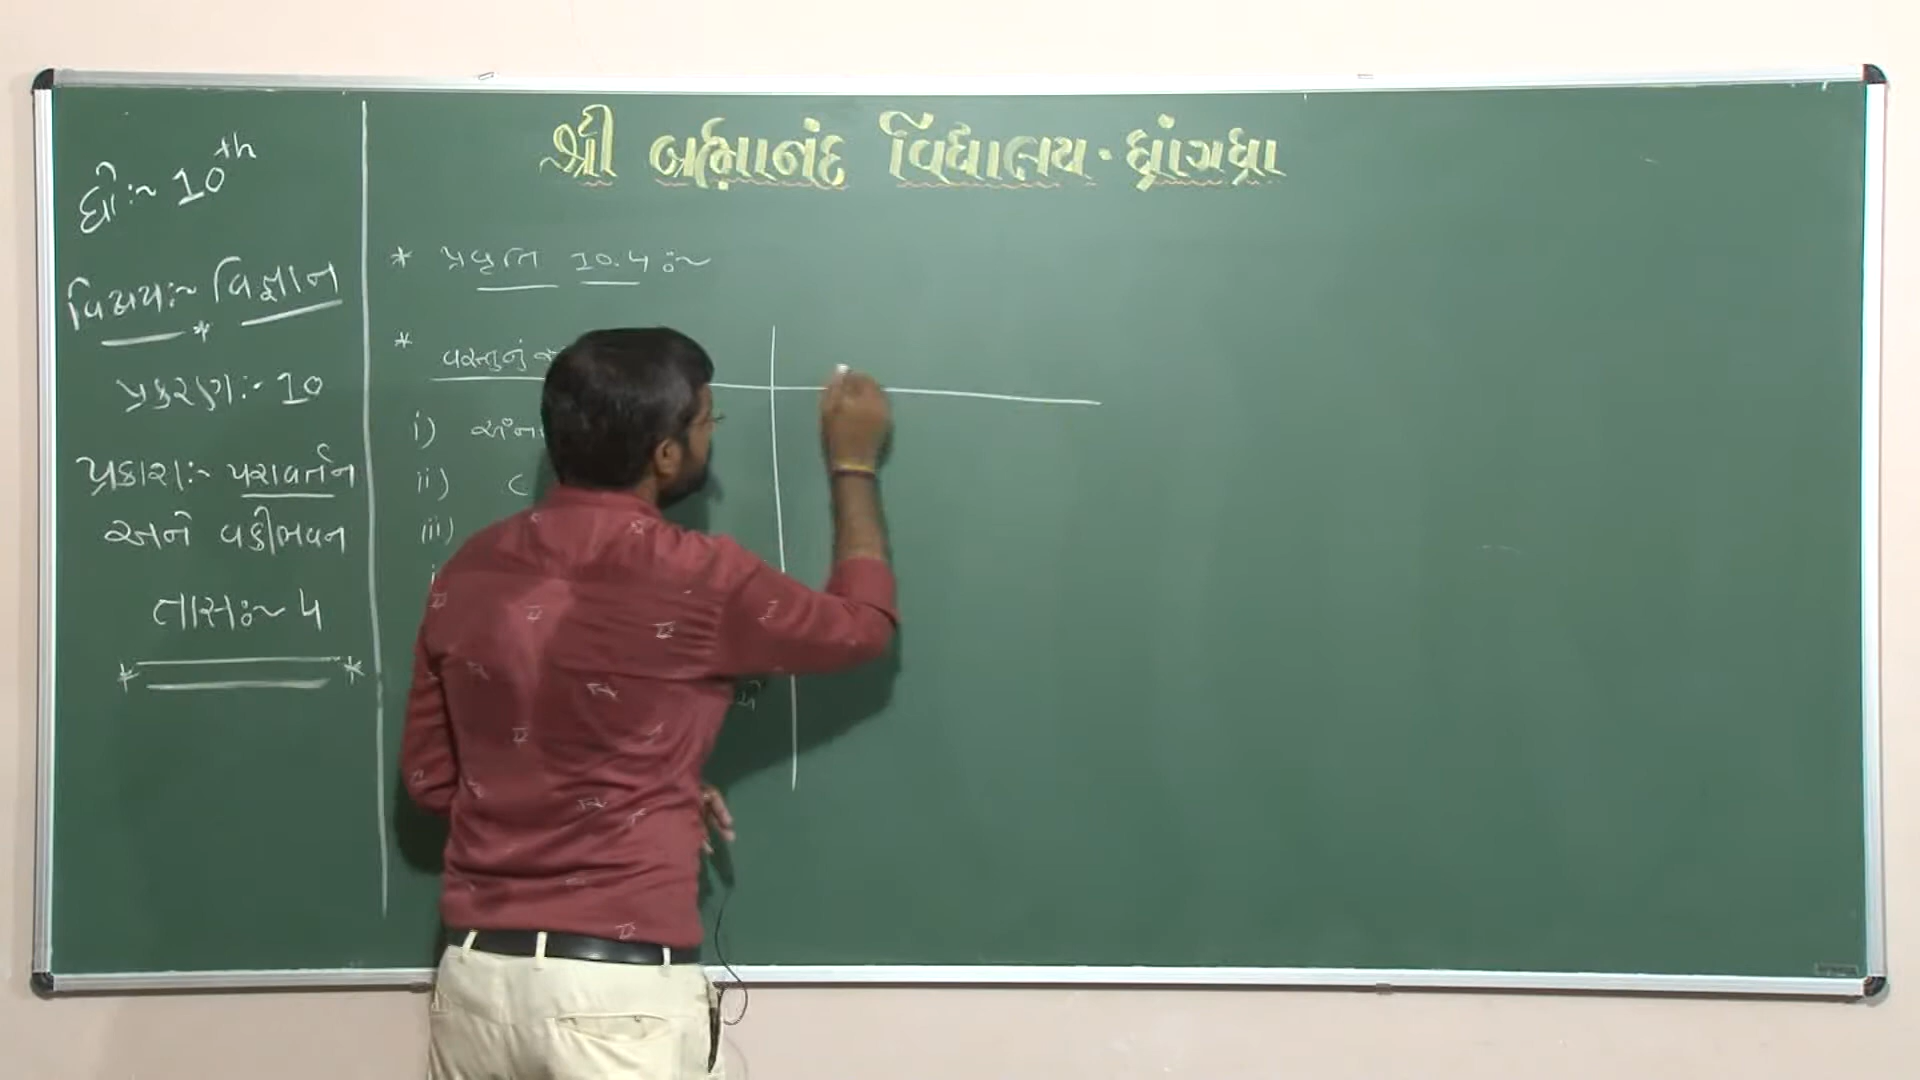 શ્રી બ્રહ્માનંદ વિદ્યાલય · ધ્રાંગધ્રા
ધો:~ 10th
વિષય:~ વિજ્ઞાન
*
પ્રકરણ:- 10
પ્રકાશ:- પરાવર્તન
અને વક્રીભવન
તાસ:~ 4
* *
* પ્રવૃત્તિ 10.4 :~
* વસ્તુનું
i)
ii) C
iii)